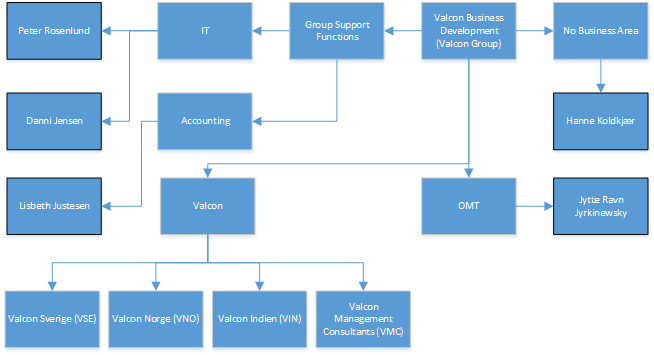 Peter Rosenlund
IT
Group Support
Functions
Valcon Business
Development
(Valcon Group)
No Business Area
Danni Jensen
Accounting
Hanne Koldkjær
Lisbeth Justesen
Valcon
OMT
Jytte Ravn
Jyrkinewsky
Valcon Sverige (VSE)
Valcon Norge (VNO)
Valcon Indien (VIN)
Valcon
Management
Consultants (VMC)